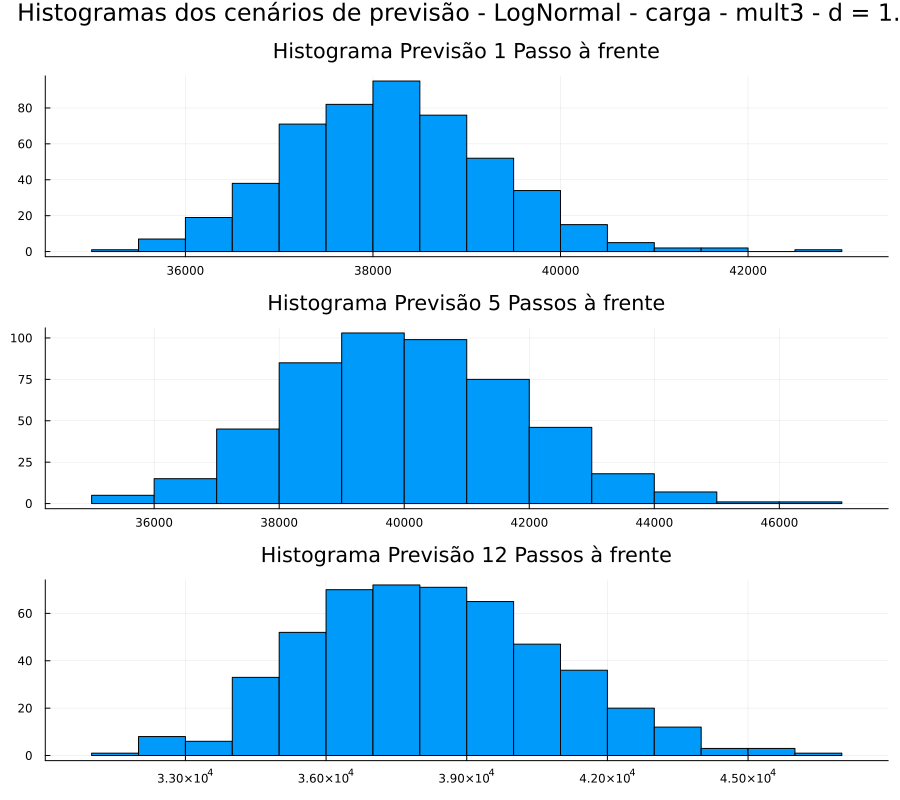 Histogramas dos cenários de previsão - LogNormal - carga - mult3 - d = 1.
Histograma Previsão 1 Passo à frente
80
60
40
20
0
36000 38000 40000 42000
Histograma Previsão 5 Passos à frente
100
75
50
25
0
36000 38000 40000 42000 44000 46000
Histograma Previsão 12 Passos à frente
60
40
20
0
3.30×10⁴ 3.60×10⁴ 3.90×10⁴ 4.20×10⁴ 4.50×10⁴